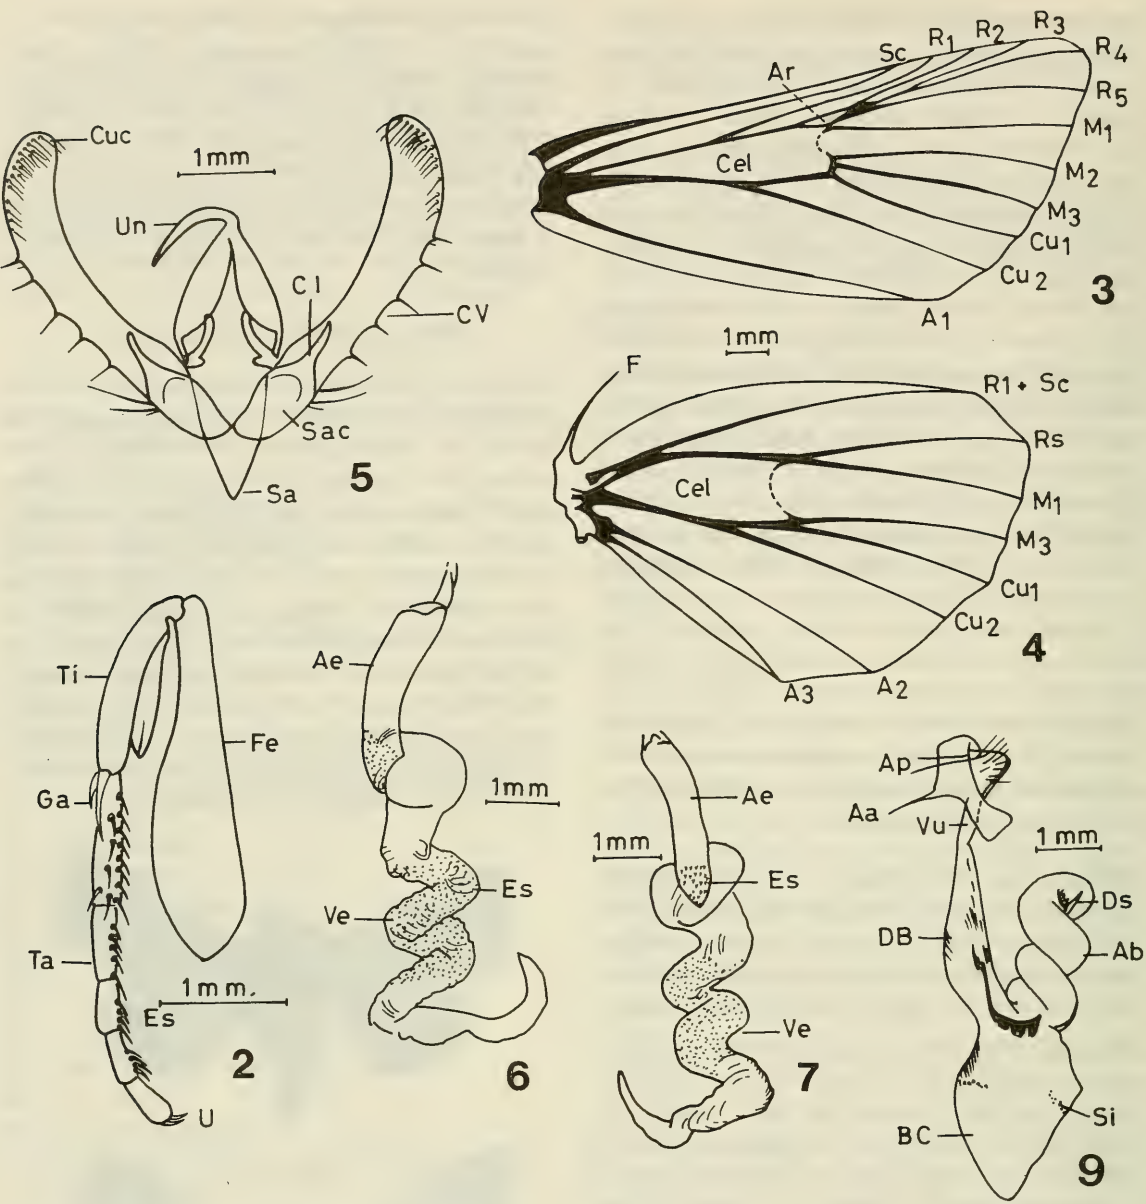 Cuc
1mm
Un
Cl
CV
Sac
Sa
5
Sc
R1
R2
R3
R4
R5
Ar
M1
Cel
M2
M3
Cu1
Cu2
A1
3
1mm
F
R1 + Sc
Rs
Cel
M1
M3
Cu1
Cu2
A2
A3
4
Ti
Fe
Ga
Ta
1mm.
Es
U
2
Ae
1mm
Es
Ve
6
Ae
1mm
Es
Ve
7
Ap
Aa
Vu
1mm
Ds
DB
Ab
Si
BC
9